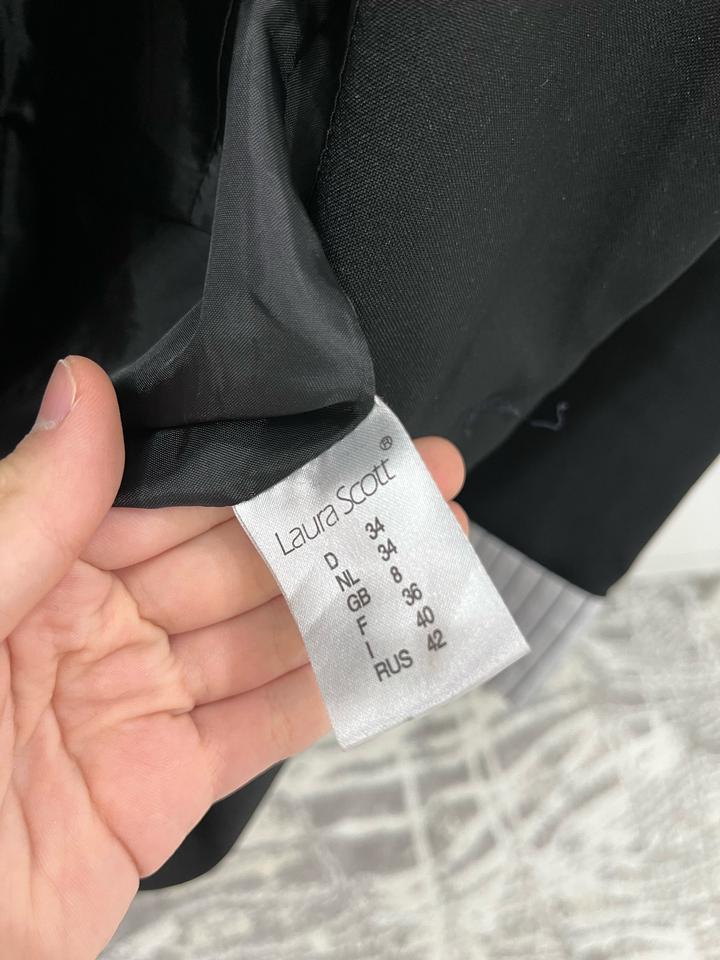 Laura Scott®
D 34
NL 34
GB 8
F 36
I 40
RUS 42